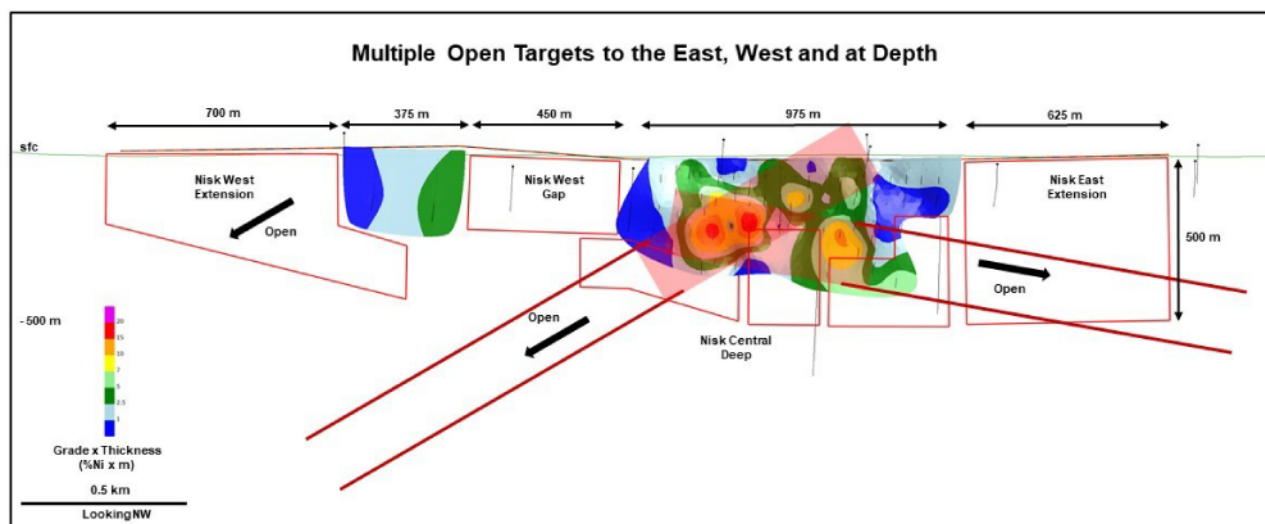 Multiple Open Targets to the East, West and at Depth
700 m
375 m
450 m
975 m
625 m
sfc
Nisk West
Extension
Open
Nisk West
Gap
Nisk East
Extension
Open
500 m
- 500 m
Open
Nisk Central
Deep
20
15
10
7
5
2.5
1
Grade x Thickness
(%Ni x m)
0.5 km
Looking NW